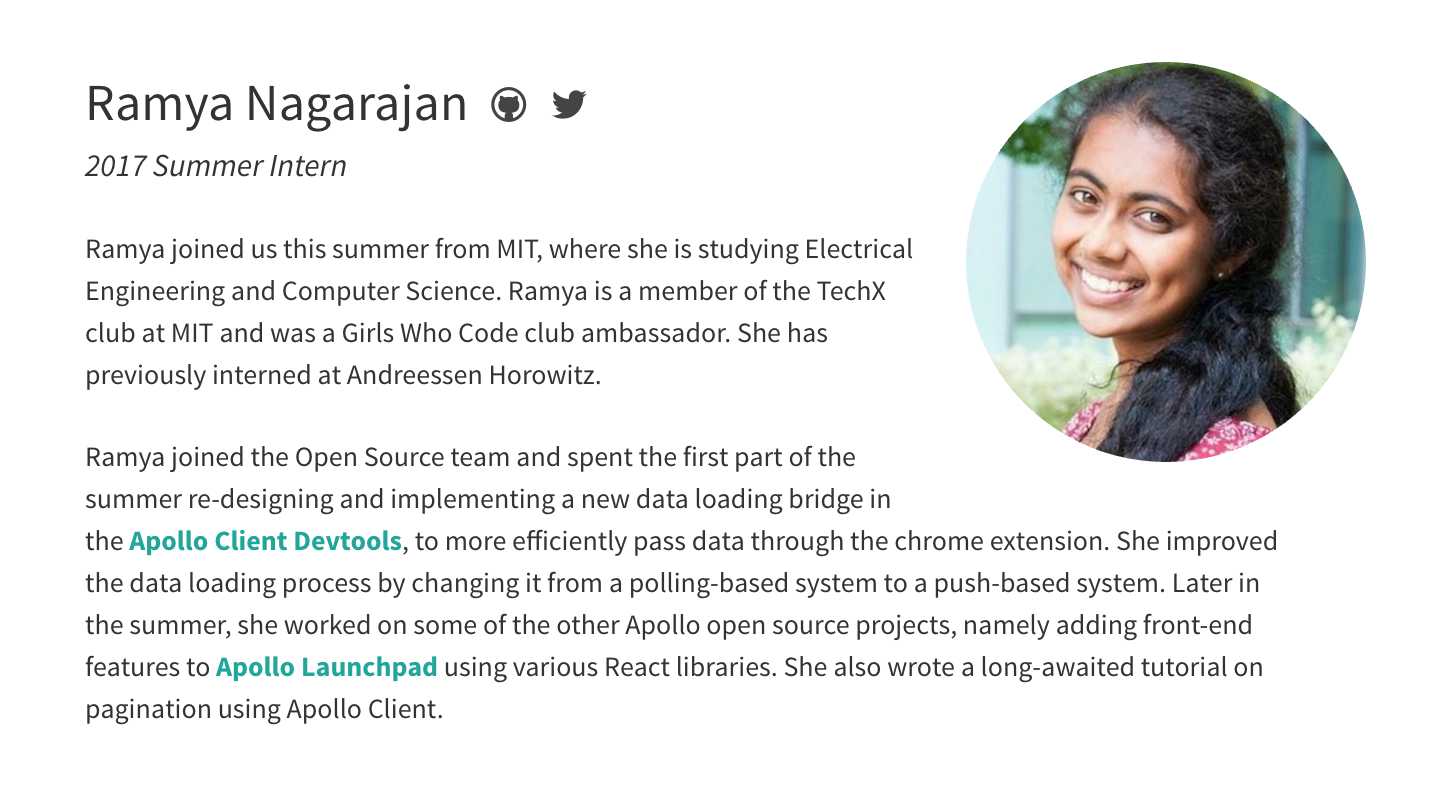 Ramya Nagarajan
2017 Summer Intern
Ramya joined us this summer from MIT, where she is studying Electrical
Engineering and Computer Science. Ramya is a member of the TechX
club at MIT and was a Girls Who Code club ambassador. She has
previously interned at Andreessen Horowitz.
Ramya joined the Open Source team and spent the first part of the
summer re-designing and implementing a new data loading bridge in
the Apollo Client Devtools, to more efficiently pass data through the chrome extension. She improved
the data loading process by changing it from a polling-based system to a push-based system. Later in
the summer, she worked on some of the other Apollo open source projects, namely adding front-end
features to Apollo Launchpad using various React libraries. She also wrote a long-awaited tutorial on
pagination using Apollo Client.